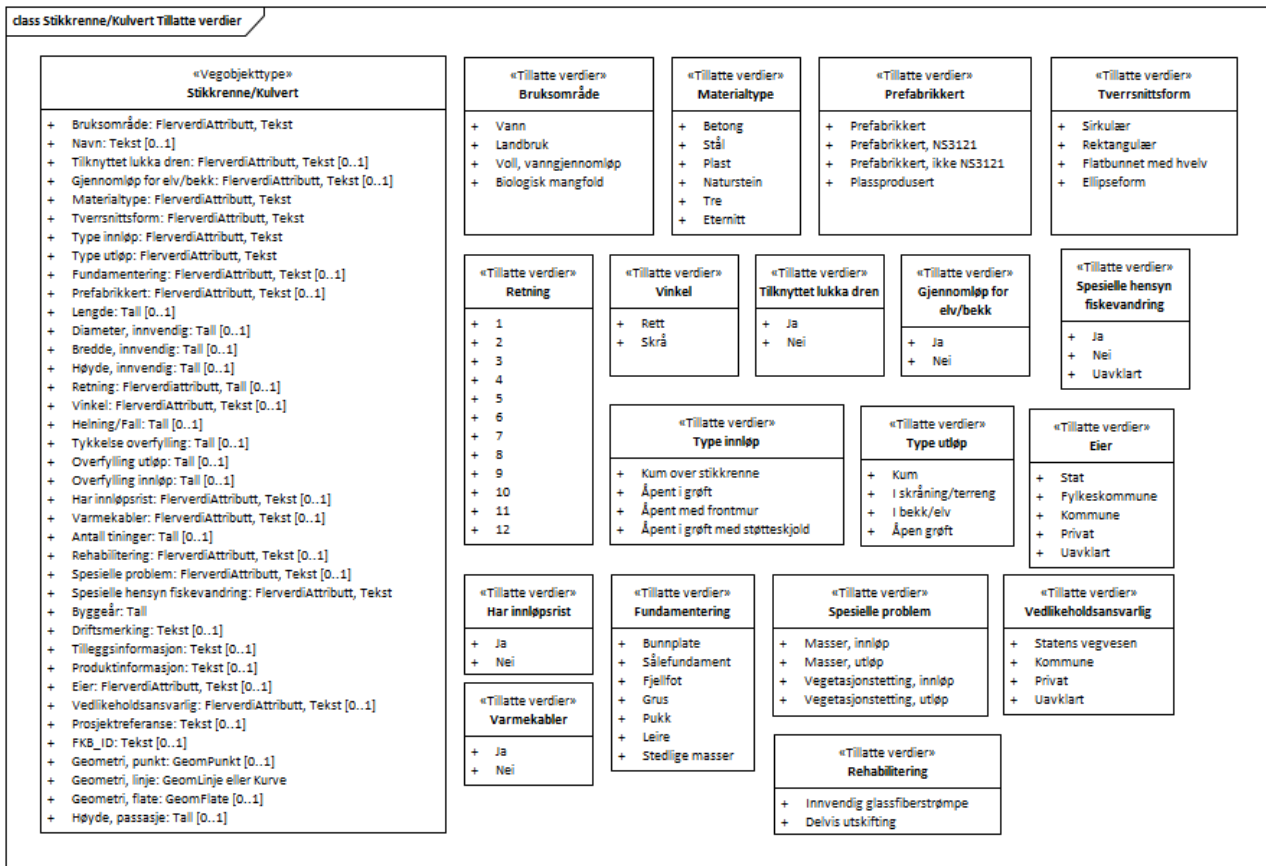 class Stikkrenne/Kulvert Tillatte verdier
«Vegobjekttype»
Stikkrenne/Kulvert
+ Bruksområde: FlerverdiAttributt, Tekst
+ Navn: Tekst [0..1]
+ Tilknyttet lukka dren: FlerverdiAttributt, Tekst [0..1]
+ Gjennomløp for elv/bekk: FlerverdiAttributt, Tekst [0..1]
+ Materialtype: FlerverdiAttributt, Tekst
+ Tverrsnittsform: FlerverdiAttributt, Tekst
+ Type innløp: FlerverdiAttributt, Tekst
+ Type utløp: FlerverdiAttributt, Tekst
+ Fundamentering: FlerverdiAttributt, Tekst [0..1]
+ Prefabrikkert: FlerverdiAttributt, Tekst [0..1]
+ Lengde: Tall [0..1]
+ Diameter, innvendig: Tall [0..1]
+ Bredde, innvendig: Tall [0..1]
+ Høyde, innvendig: Tall [0..1]
+ Retning: Flerverdiattributt, Tall [0..1]
+ Vinkel: FlerverdiAttributt, Tekst [0..1]
+ Helning/Fall: Tall [0..1]
+ Tykkelse overfylling: Tall [0..1]
+ Overfylling utløp: Tall [0..1]
+ Overfylling innløp: Tall [0..1]
+ Har innløpsrist: FlerverdiAttributt, Tekst [0..1]
+ Varmekabler: FlerverdiAttributt, Tekst [0..1]
+ Antall tininger: Tall [0..1]
+ Rehabilitering: FlerverdiAttributt, Tekst [0..1]
+ Spesielle problem: FlerverdiAttributt, Tekst [0..1]
+ Spesielle hensyn fiskevandring: FlerverdiAttributt, Tekst
+ Byggeår: Tall
+ Driftsmerking: Tekst [0..1]
+ Tilleggsinformasjon: Tekst [0..1]
+ Produktinformasjon: Tekst [0..1]
+ Eier: FlerverdiAttributt, Tekst [0..1]
+ Vedlikeholdsansvarlig: FlerverdiAttributt, Tekst [0..1]
+ Prosjektreferanse: Tekst [0..1]
+ FKB_ID: Tekst [0..1]
+ Geometri, punkt: GeomPunkt [0..1]
+ Geometri, linje: GeomLinje eller Kurve
+ Geometri, flate: GeomFlate [0..1]
+ Høyde, passasje: Tall [0..1]
«Tillatte verdier»
Bruksområde
+ Vann
+ Landbruk
+ Voll, vanngjennomløp
+ Biologisk mangfold
«Tillatte verdier»
Materialtype
+ Betong
+ Stål
+ Plast
+ Naturstein
+ Tre
+ Eternitt
«Tillatte verdier»
Prefabrikkert
+ Prefabrikkert
+ Prefabrikkert, NS3121
+ Prefabrikkert, ikke NS3121
+ Plassprodusert
«Tillatte verdier»
Tverrsnittsform
+ Sirkulær
+ Rektangulær
+ Flatbunnet med hvelv
+ Ellipseform
«Tillatte verdier»
Retning
+ 1
+ 2
+ 3
+ 4
+ 5
+ 6
+ 7
+ 8
+ 9
+ 10
+ 11
+ 12
«Tillatte verdier»
Vinkel
+ Rett
+ Skrå
«Tillatte verdier»
Tilknyttet lukka dren
+ Ja
+ Nei
«Tillatte verdier»
Gjennomløp for
elv/bekk
+ Ja
+ Nei
«Tillatte verdier»
Spesielle hensyn
fiskevandring
+ Ja
+ Nei
+ Uavklart
«Tillatte verdier»
Type innløp
+ Kum over stikkrenne
+ Åpent i grøft
+ Åpent med frontmur
+ Åpent i grøft med støtteskjold
«Tillatte verdier»
Type utløp
+ Kum
+ I skråning/terreng
+ I bekk/elv
+ Åpen grøft
«Tillatte verdier»
Eier
+ Stat
+ Fylkeskommune
+ Kommune
+ Privat
+ Uavklart
«Tillatte verdier»
Har innløpsrist
+ Ja
+ Nei
«Tillatte verdier»
Varmekabler
+ Ja
+ Nei
«Tillatte verdier»
Fundamentering
+ Bunnplate
+ Sålefundament
+ Fjellfot
+ Grus
+ Pukk
+ Leire
+ Stedlige masser
«Tillatte verdier»
Spesielle problem
+ Masser, innløp
+ Masser, utløp
+ Vegetasjonstetting, innløp
+ Vegetasjonstetting, utløp
«Tillatte verdier»
Vedlikeholdsansvarlig
+ Statens vegvesen
+ Kommune
+ Privat
+ Uavklart
«Tillatte verdier»
Rehabilitering
+ Innvendig glassfiberstrømpe
+ Delvis utskifting